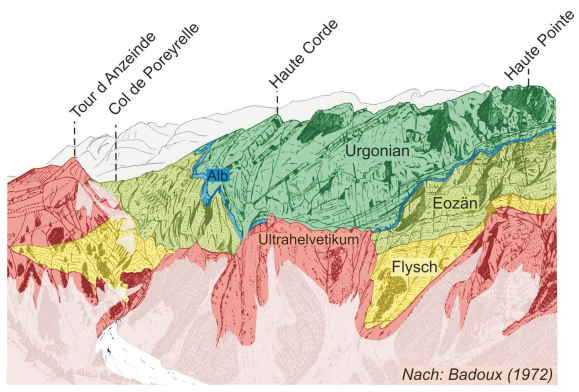 Tour d Anzeinde
Col de Poreyrelle
Haute Corde
Haute Pointe
Urgonian
Alb
Eozän
Ultrahelvetikum
Flysch
Nach: Badoux (1972)